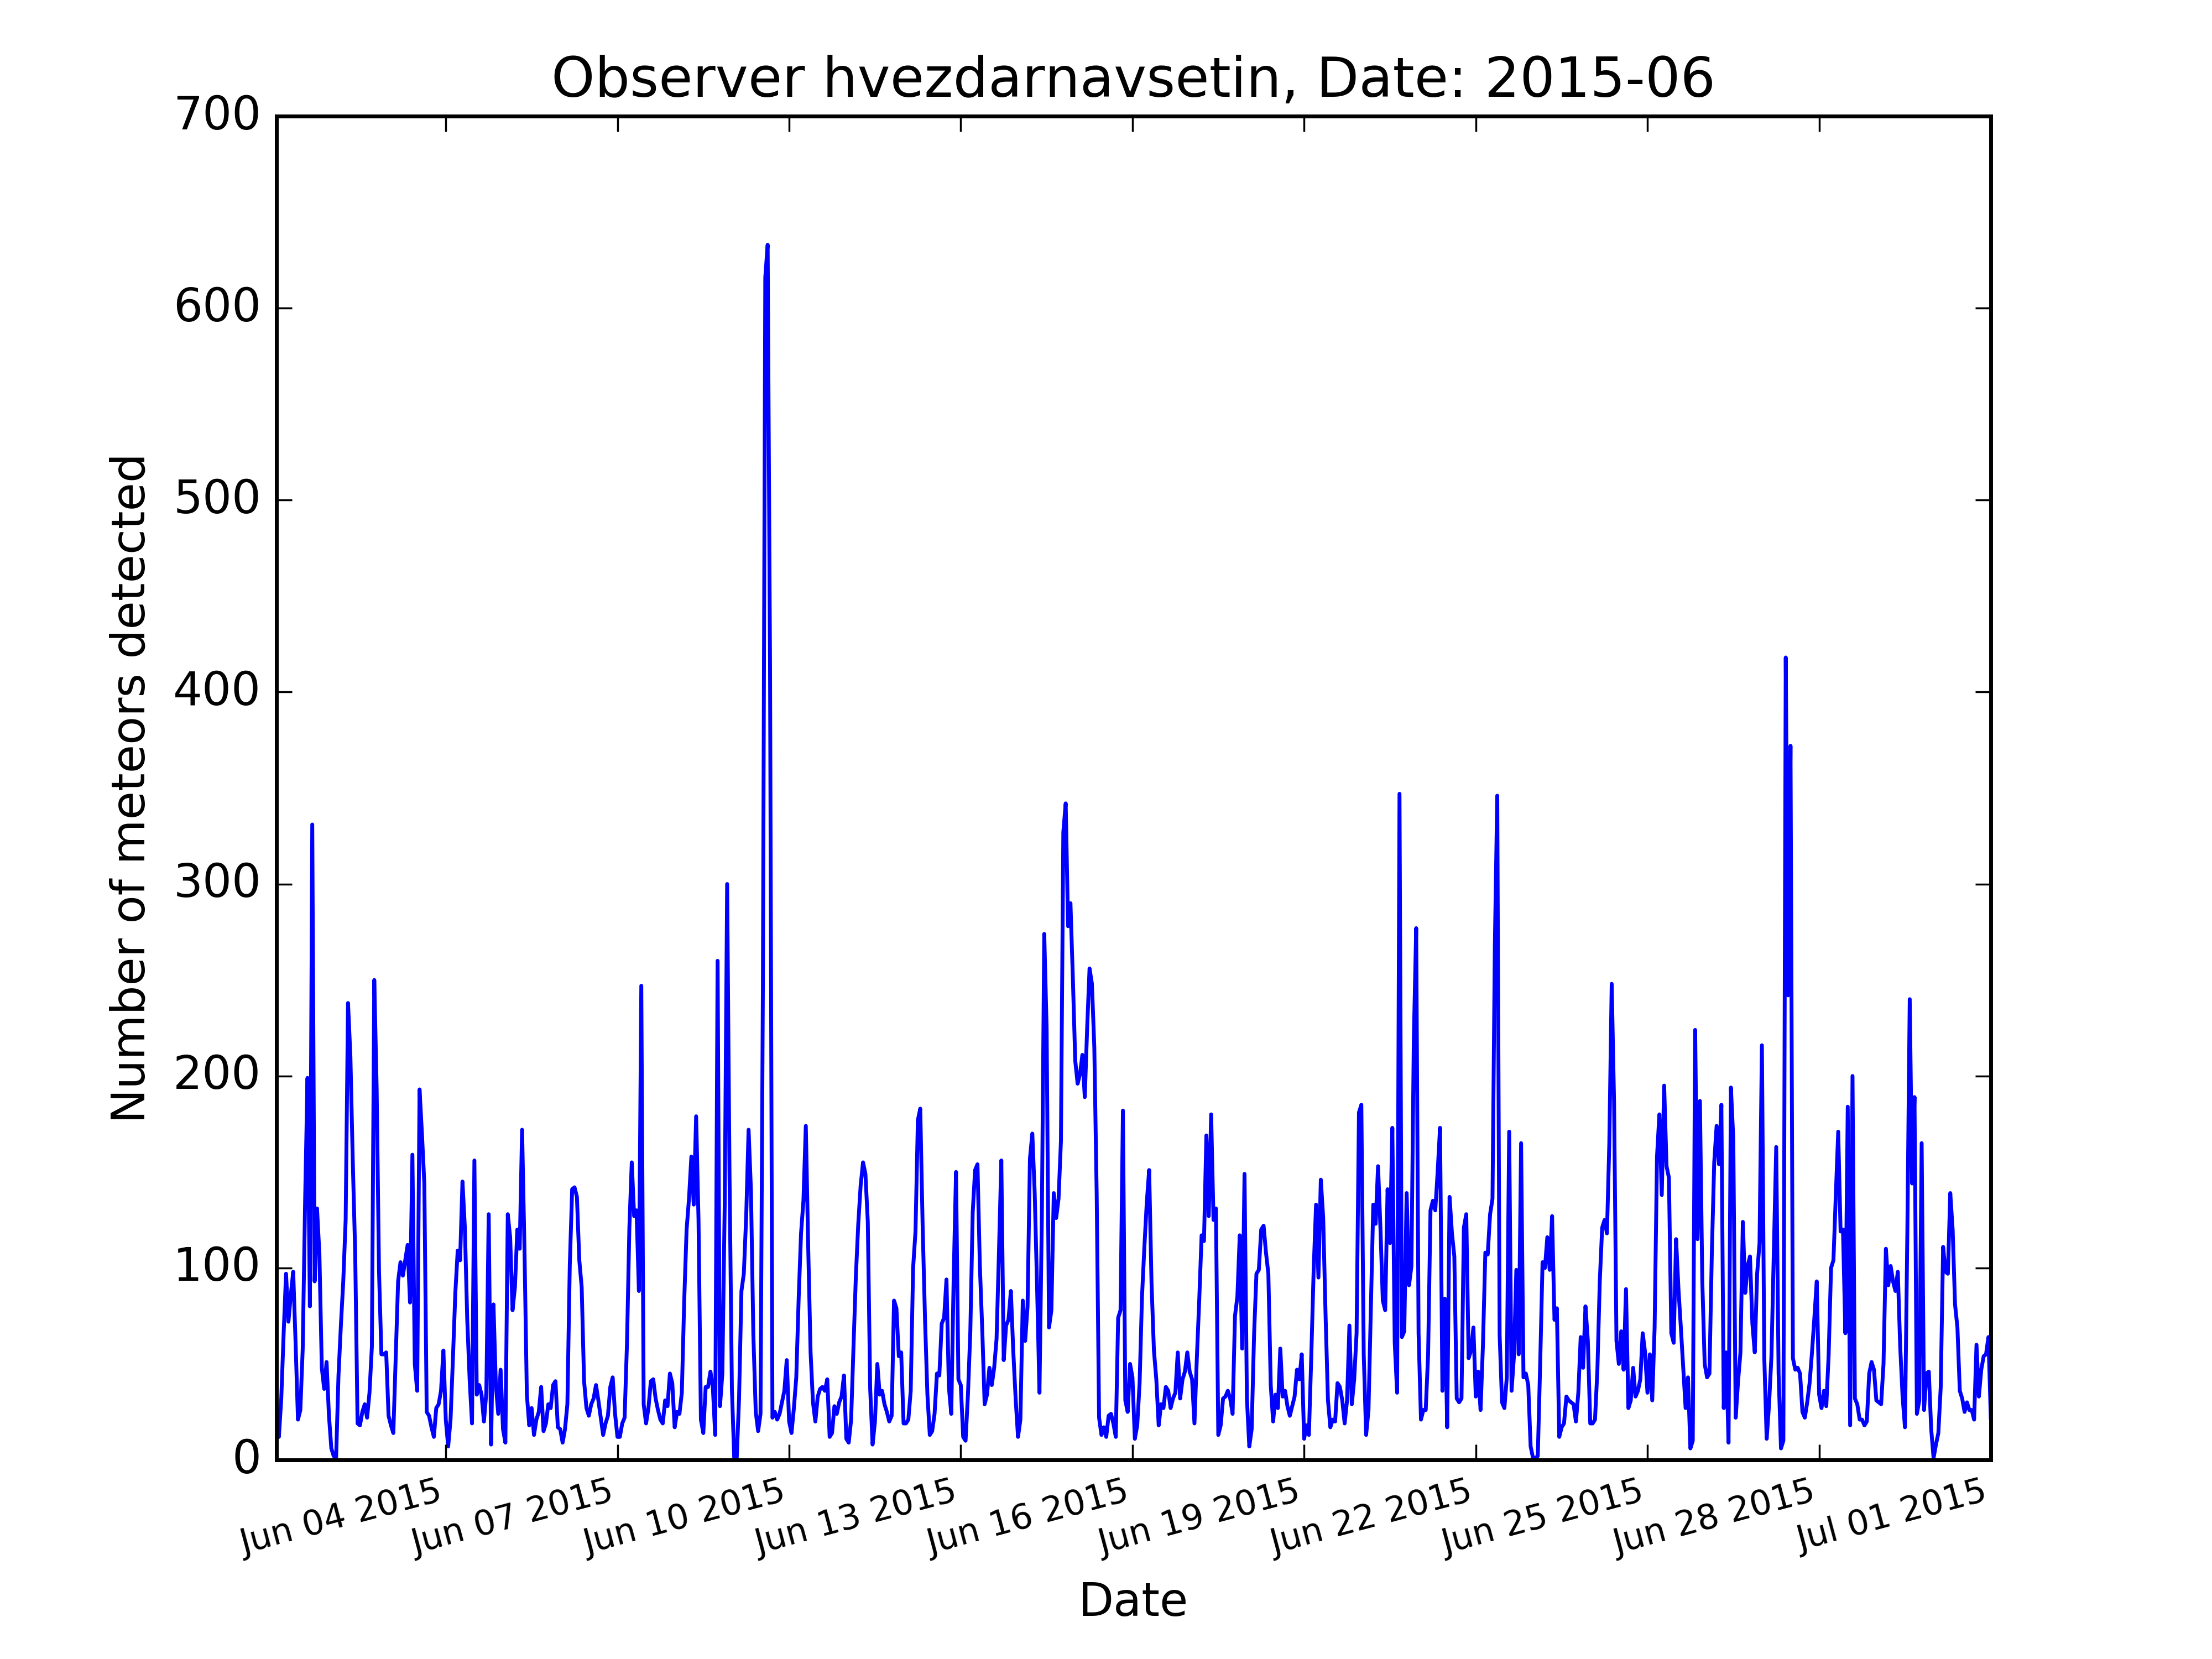 Observer hvezdarnavsetin, Date: 2015-06
700
600
500
400
300
200
100
0
Number of meteors detected
Jun 04 2015
Jun 07 2015
Jun 10 2015
Jun 13 2015
Jun 16 2015
Jun 19 2015
Jun 22 2015
Jun 25 2015
Jun 28 2015
Jul 01 2015
Date